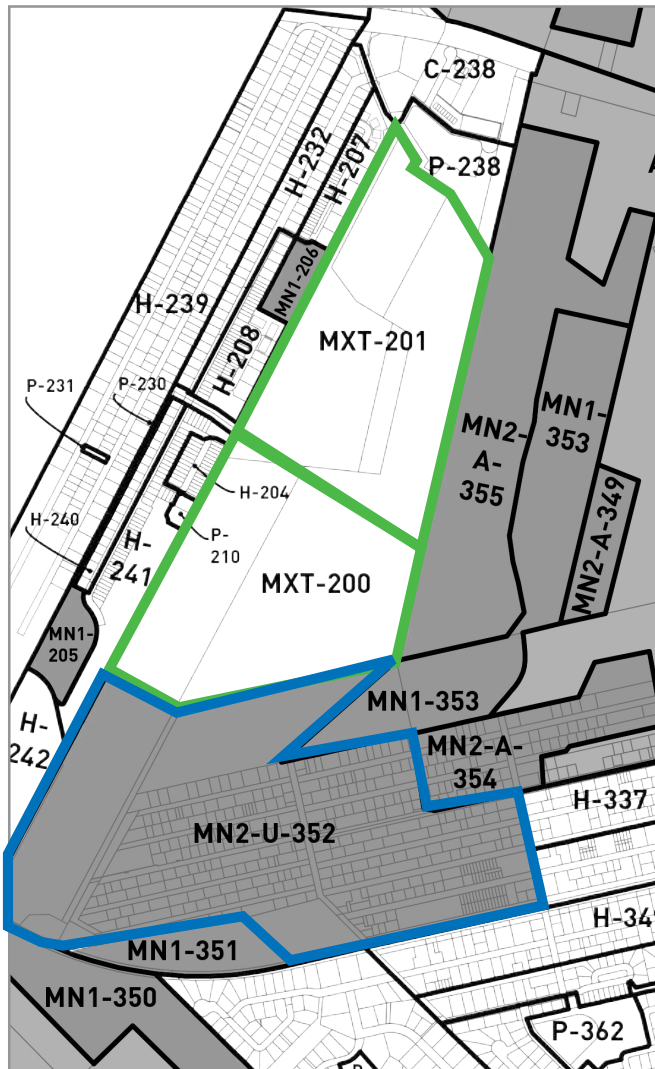 C-238
P-238
H-232
H-207
MN1-206
H-239
MXT-201
H-208
P-231
P-230
MN1-
353
MN2-
A-
355
H-204
MN2-A-349
H-240
P-
210
H-
241
MXT-200
MN1-
205
MN1-353
H-
242
MN2-A-
354
H-337
MN2-U-352
H-34
MN1-351
MN1-350
P-362